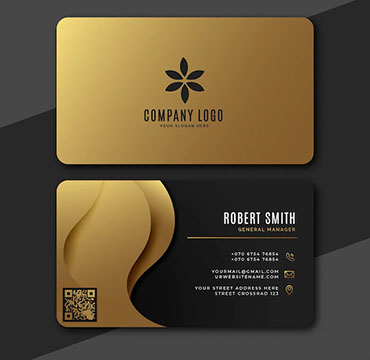 COMPANY LOGO
YOUR SLOGAN HERE
ROBERT SMITH
GENERAL MANAGER
+070 6734 76854
+070 6734 76854
YOURMAIL@GMAIL.COM
URWEBSITENAME.COM
STREET ADDRESS HERE
STREET CROSSRAD 123